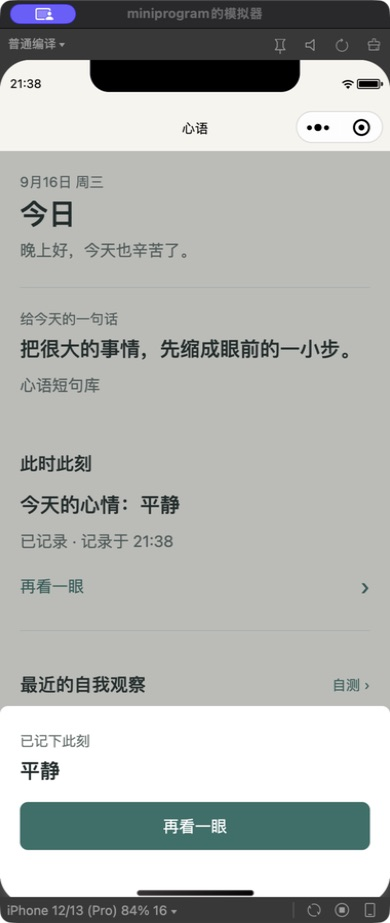 miniprogram的模拟器
普通编译
21:38
心语
9月16日 周三
今日
晚上好，今天也辛苦了。
给今天的一句话
把很大的事情，先缩成眼前的一小步。
心语短句库
此时此刻
今天的心情：平静
已记录 · 记录于 21:38
再看一眼 ›
最近的自我观察 自测 ›
已记下此刻
平静
再看一眼
iPhone 12/13 (Pro) 84% 16